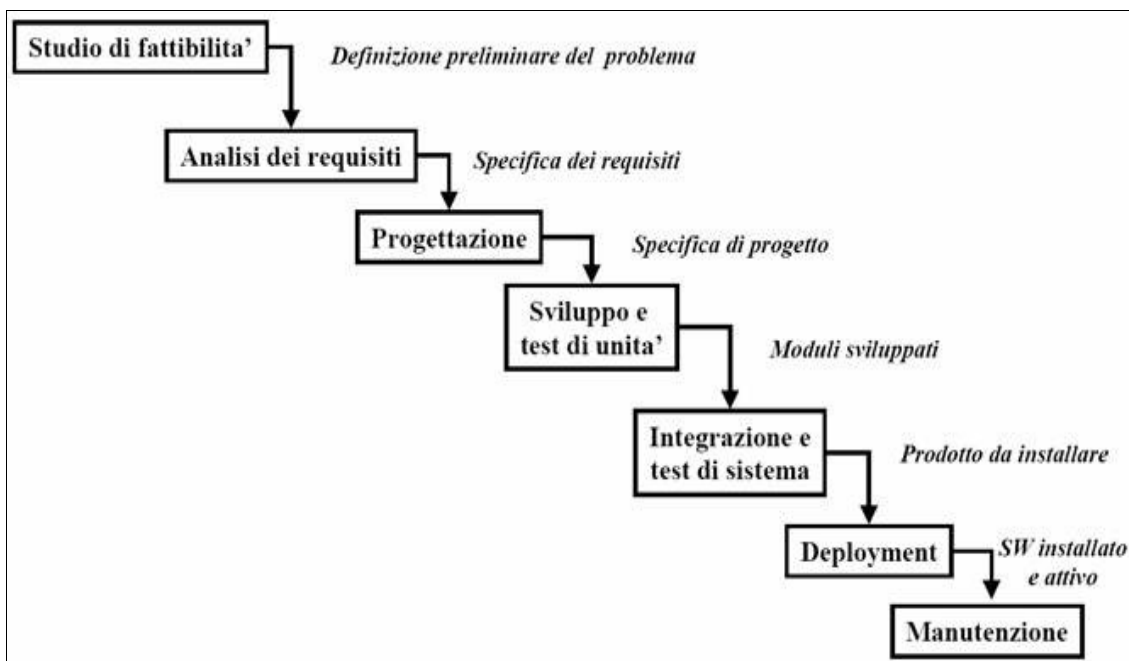 Studio di fattibilita’
Definizione preliminare del problema
Analisi dei requisiti
Specifica dei requisiti
Progettazione
Specifica di progetto
Sviluppo e
test di unita’
Moduli sviluppati
Integrazione e
test di sistema
Prodotto da installare
Deployment
SW installato
e attivo
Manutenzione